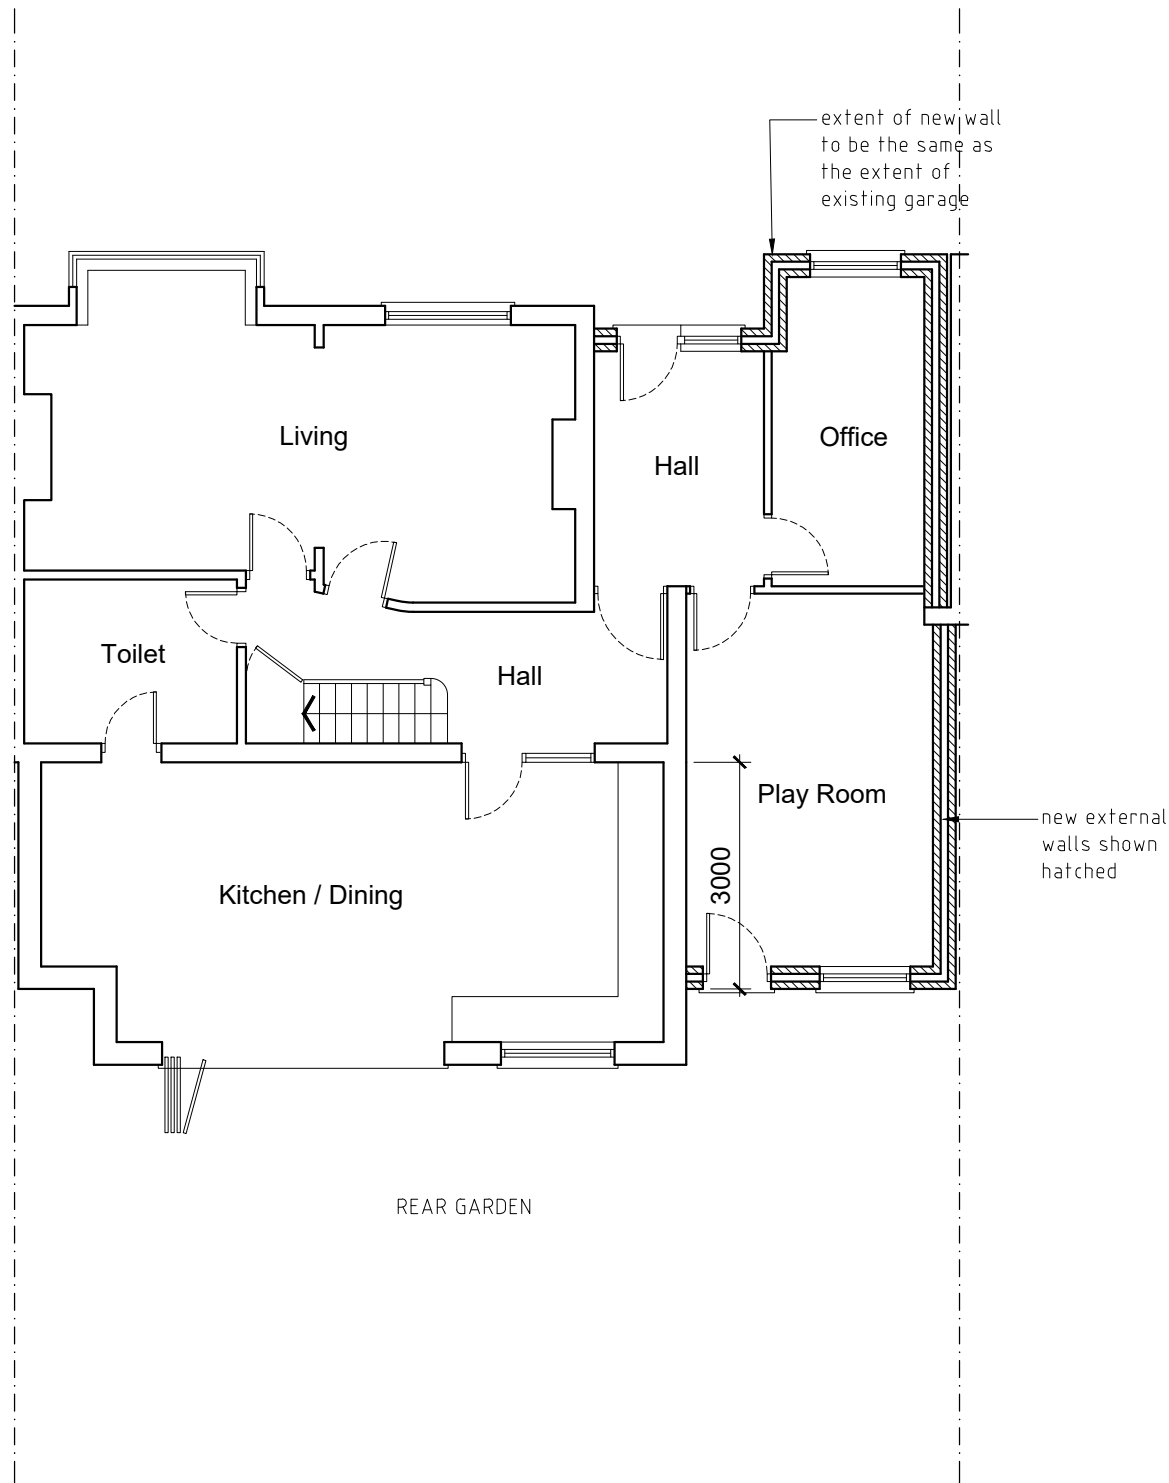 extent of new wall
to be the same as
the extent of
existing garage
Living
Hall
Office
Toilet
Hall
Play Room
new external
walls shown
hatched
3000
Kitchen / Dining
REAR GARDEN